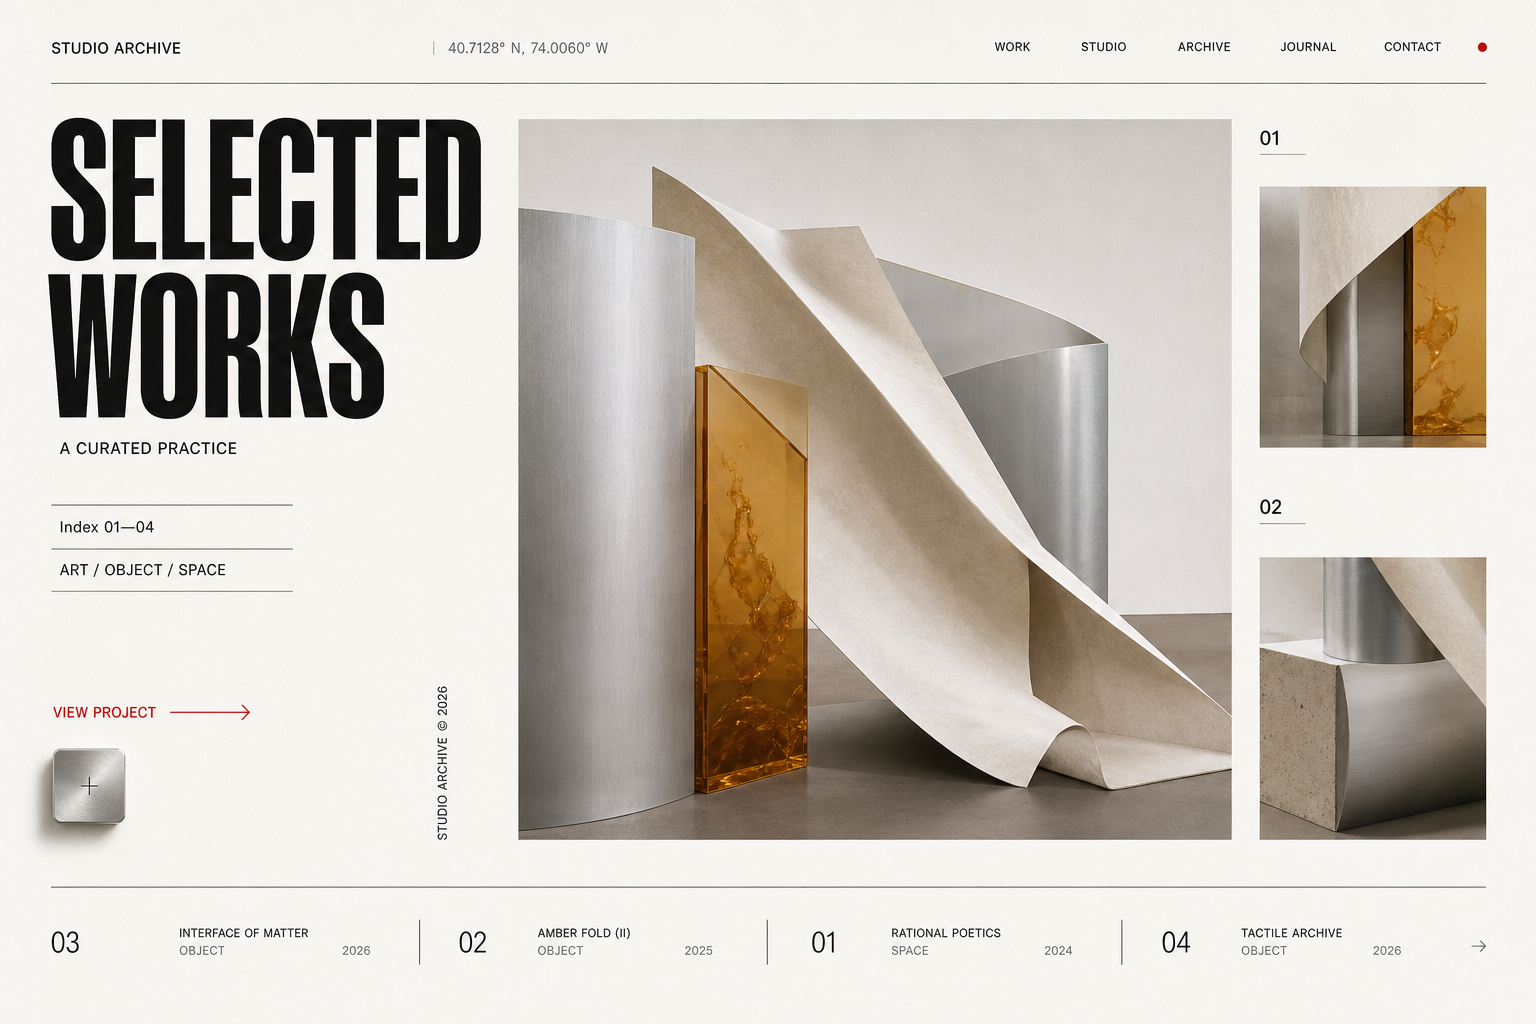 STUDIO ARCHIVE
40.7128° N, 74.0060° W
WORK
STUDIO
ARCHIVE
JOURNAL
CONTACT
SELECTED
WORKS
A CURATED PRACTICE
Index 01—04
ART / OBJECT / SPACE
VIEW PROJECT
STUDIO ARCHIVE © 2026
01
02
03
INTERFACE OF MATTER
OBJECT 2026
02
AMBER FOLD (II)
OBJECT 2025
01
RATIONAL POETICS
SPACE 2024
04
TACTILE ARCHIVE
OBJECT 2026